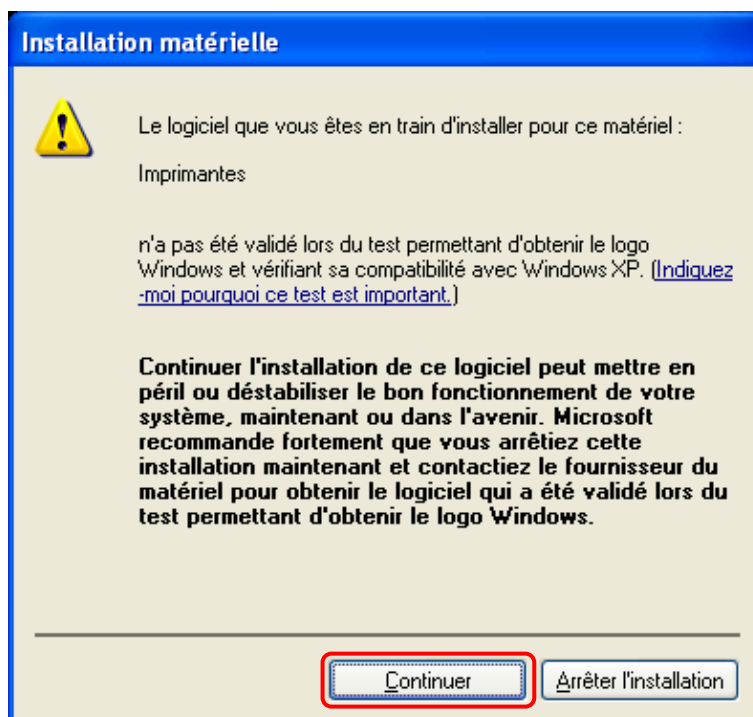 Installation matérielle
Le logiciel que vous êtes en train d'installer pour ce matériel :
Imprimantes
n'a pas été validé lors du test permettant d'obtenir le logo
Windows et vérifiant sa compatibilité avec Windows XP. (Indiquez
-moi pourquoi ce test est important.)
Continuer l'installation de ce logiciel peut mettre en
péril ou déstabiliser le bon fonctionnement de votre
système, maintenant ou dans l'avenir. Microsoft
recommande fortement que vous arrêtiez cette
installation maintenant et contactiez le fournisseur du
matériel pour obtenir le logiciel qui a été validé lors du
test permettant d'obtenir le logo Windows.
Continuer
Arrêter l'installation